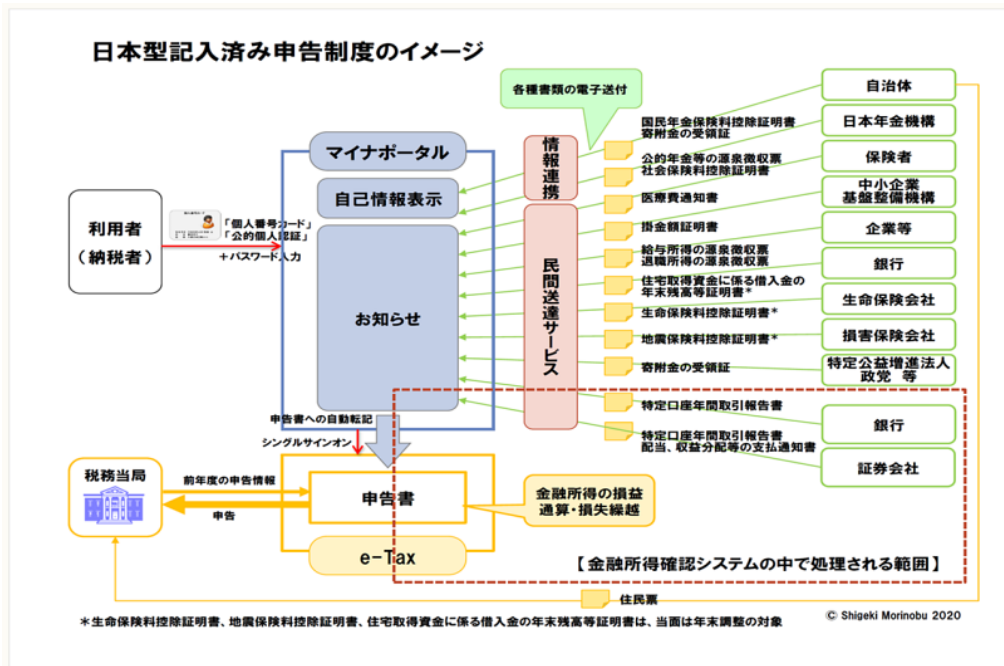 日本型記入済み申告制度のイメージ
各種書類の電子送付
自治体
日本年金機構
保険者
中小企業
基盤整備機構
企業等
銀行
生命保険会社
損害保険会社
特定公益増進法人
政党 等
銀行
証券会社
国民年金保険料控除証明書
寄附金の受領証
公的年金等の源泉徴収票
社会保険料控除証明書
医療費通知書
掛金額証明書
給与所得の源泉徴収票
退職所得の源泉徴収票
住宅取得資金に係る借入金の
年末残高等証明書*
生命保険料控除証明書*
地震保険料控除証明書*
寄附金の受領証
特定口座年間取引報告書
特定口座年間取引報告書
配当、収益分配等の支払通知書
情報連携
民間送達サービス
マイナポータル
自己情報表示
お知らせ
利用者
(納税者)
「個人番号カード」
「公的個人認証」
+パスワード入力
申告書への自動転記
シングルサインオン
税務当局
前年度の申告情報
申告
申告書
e-Tax
金融所得の損益
通算・損失繰越
【金融所得確認システムの中で処理される範囲】
住民票
*生命保険料控除証明書、地震保険料控除証明書、住宅取得資金に係る借入金の年末残高等証明書は、当面は年末調整の対象
© Shigeki Morinobu 2020